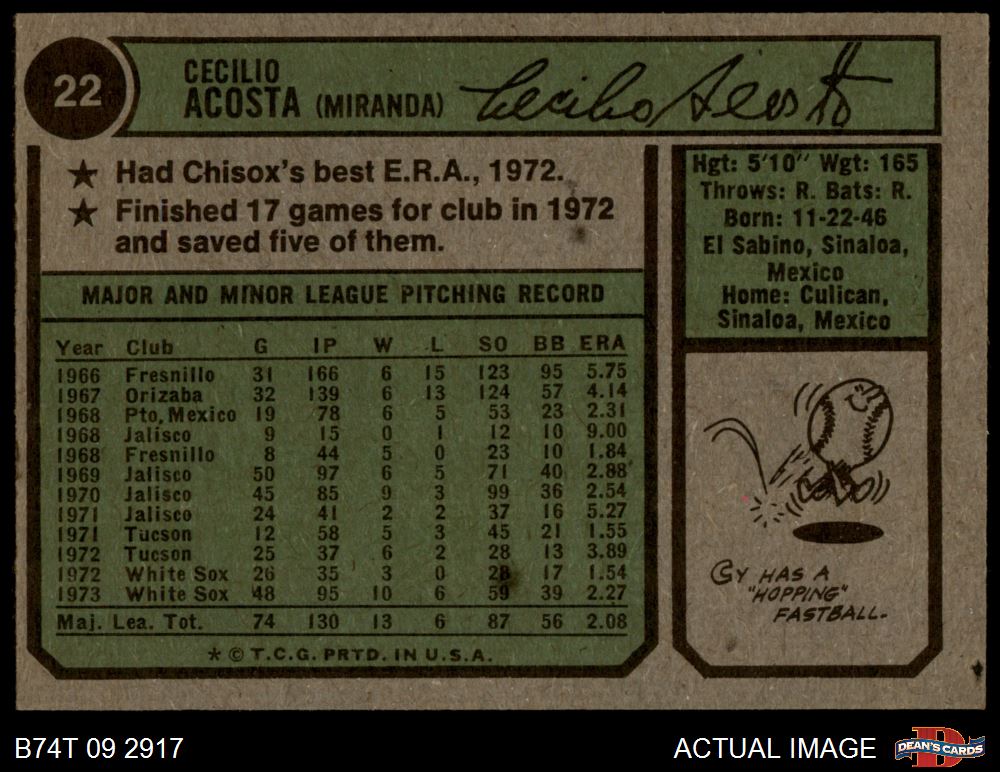 22
CECILIO
ACOSTA (MIRANDA)
Cecilio Acosta
★ Had Chisox's best E.R.A., 1972.
★ Finished 17 games for club in 1972
and saved five of them.
Hgt: 5'10" Wgt: 165
Throws: R. Bats: R.
Born: 11-22-46
El Sabino, Sinaloa,
Mexico
Home: Culican,
Sinaloa, Mexico
MAJOR AND MINOR LEAGUE PITCHING RECORD
Year Club G IP W L SO BB ERA
1966 Fresnillo 31 166 6 15 123 95 5.75
1967 Orizaba 32 139 6 13 124 57 4.14
1968 Pto. Mexico 19 78 6 5 53 23 2.31
1968 Jalisco 9 15 0 1 12 10 9.00
1968 Fresnillo 8 44 5 0 23 10 1.84
1969 Jalisco 50 97 6 5 71 40 2.88
1970 Jalisco 45 85 9 3 99 36 2.54
1971 Jalisco 24 41 2 2 37 16 5.27
1971 Tucson 12 58 5 3 45 21 1.55
1972 Tucson 25 37 6 2 28 13 3.89
1972 White Sox 26 35 3 0 28 17 1.54
1973 White Sox 48 95 10 6 59 39 2.27
Maj. Lea. Tot. 74 130 13 6 87 56 2.08
* © T.C.G. PRTD. IN U.S.A.
CY HAS A
"HOPPING"
FASTBALL.
B74T 09 2917
ACTUAL IMAGE
D
DEAN'S CARDS